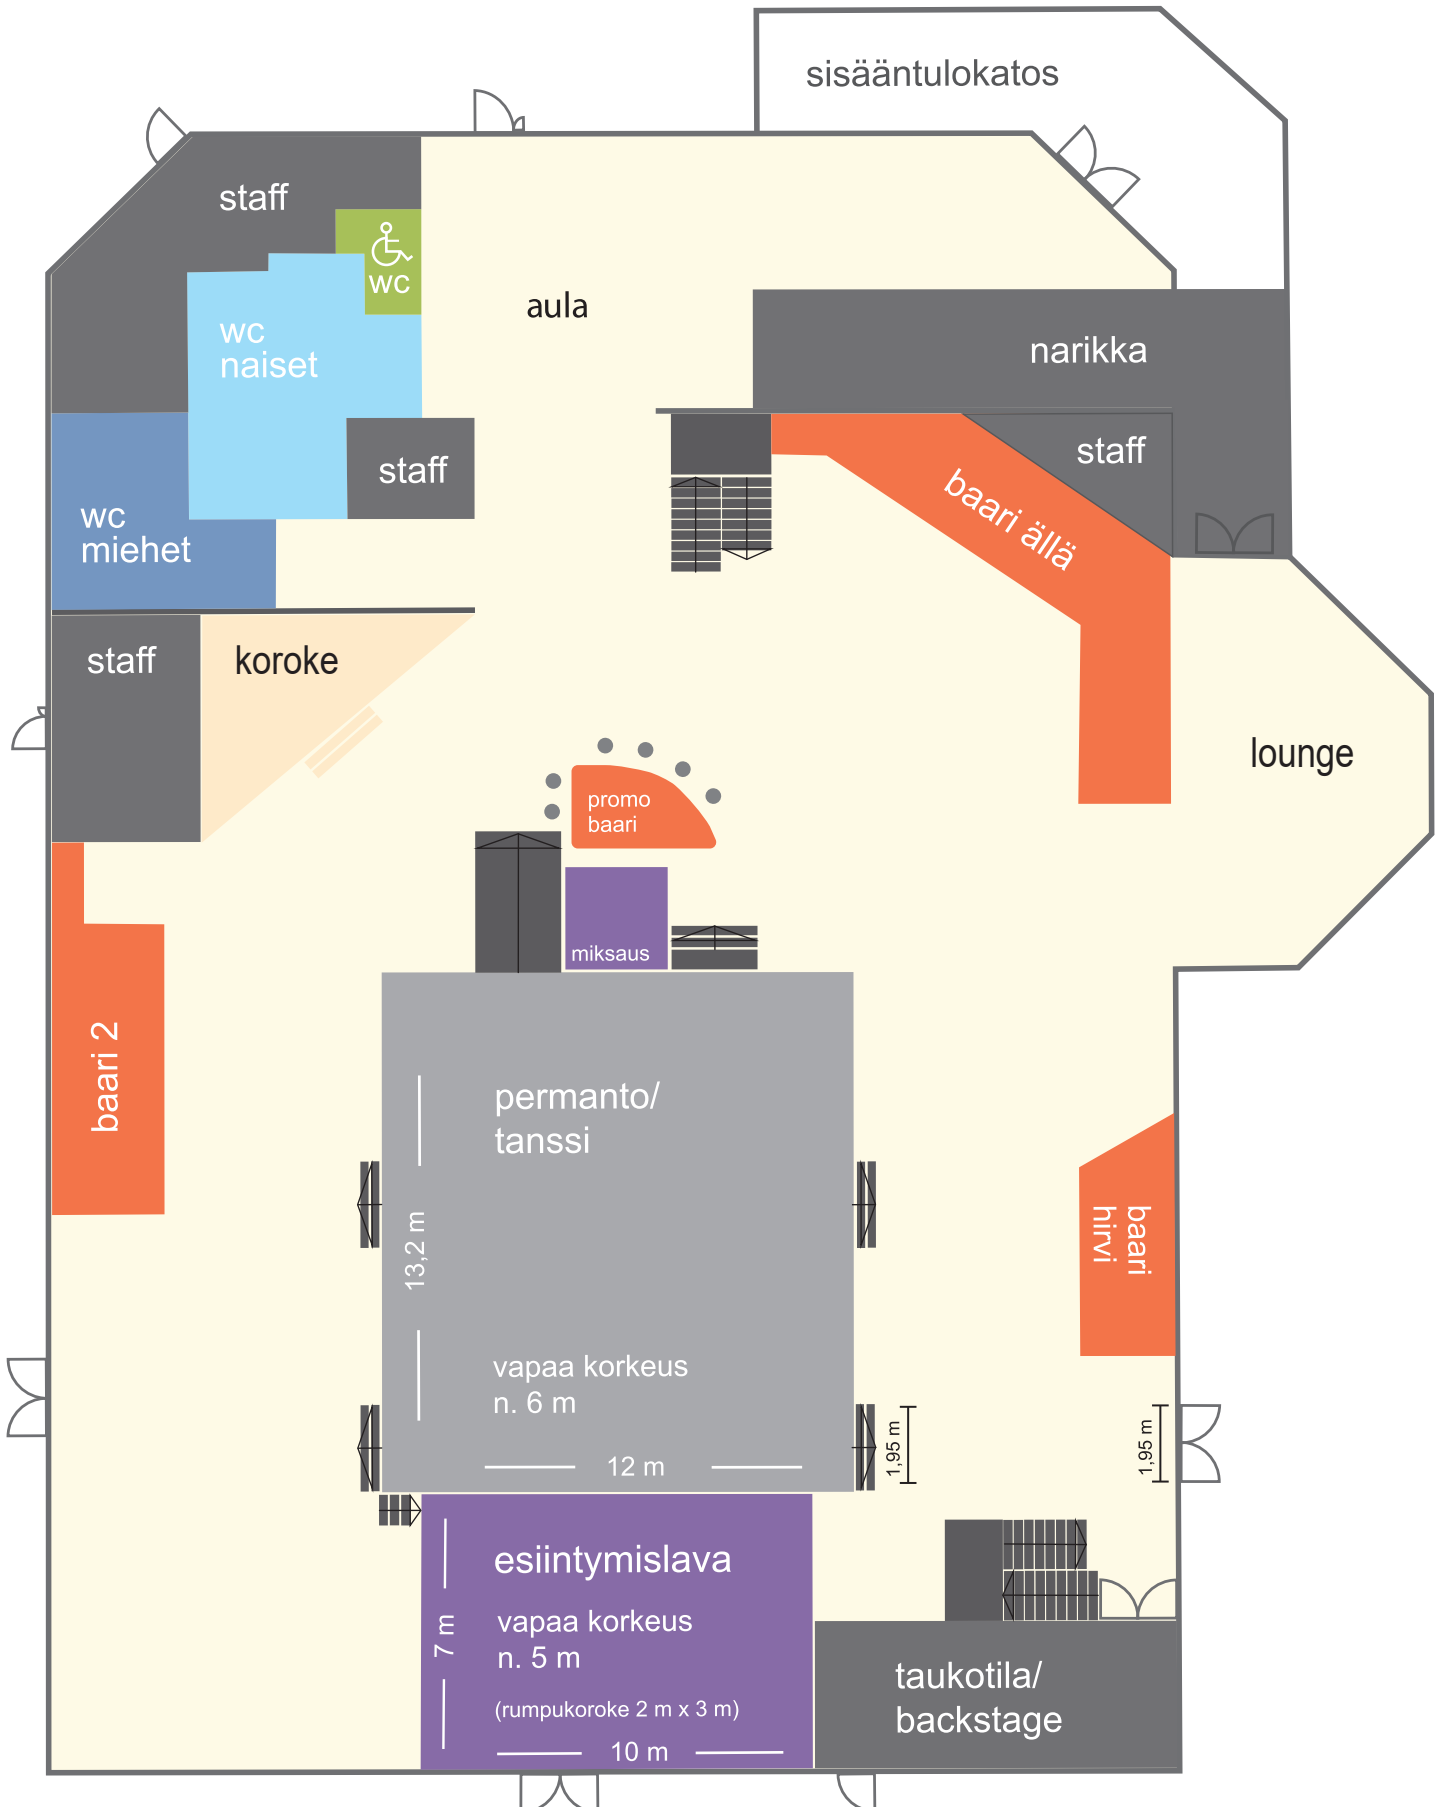 sisääntulokatos
staff
wc
aula
wc
naiset
narikka
staff
staff
baari ällä
wc
miehet
staff
koroke
lounge
promo
baari
miksaus
baari 2
permanto/
tanssi
13,2 m
baari
hirvi
vapaa korkeus
n. 6 m
12 m
1,95 m
1,95 m
esiintymislava
vapaa korkeus
n. 5 m
7 m
(rumpukoroke 2 m x 3 m)
10 m
taukotila/
backstage